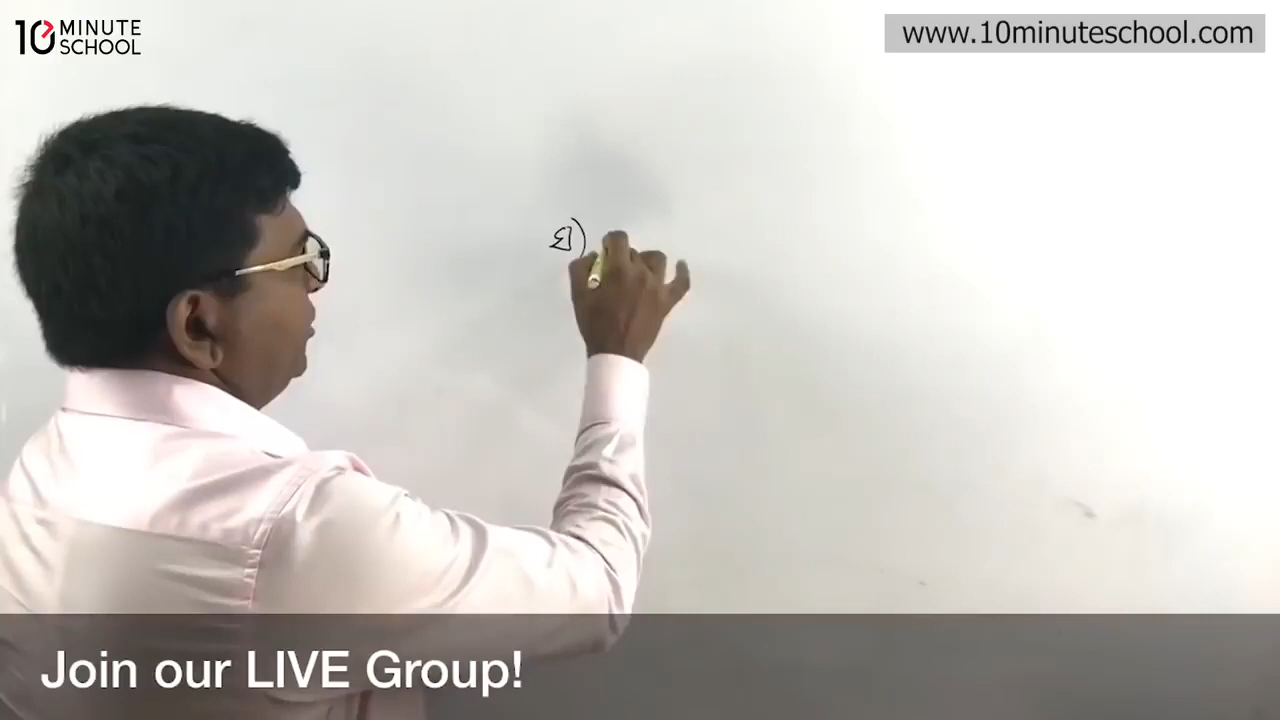 10 MINUTE
SCHOOL
www.10minuteschool.com
ঘ)
Join our LIVE Group!